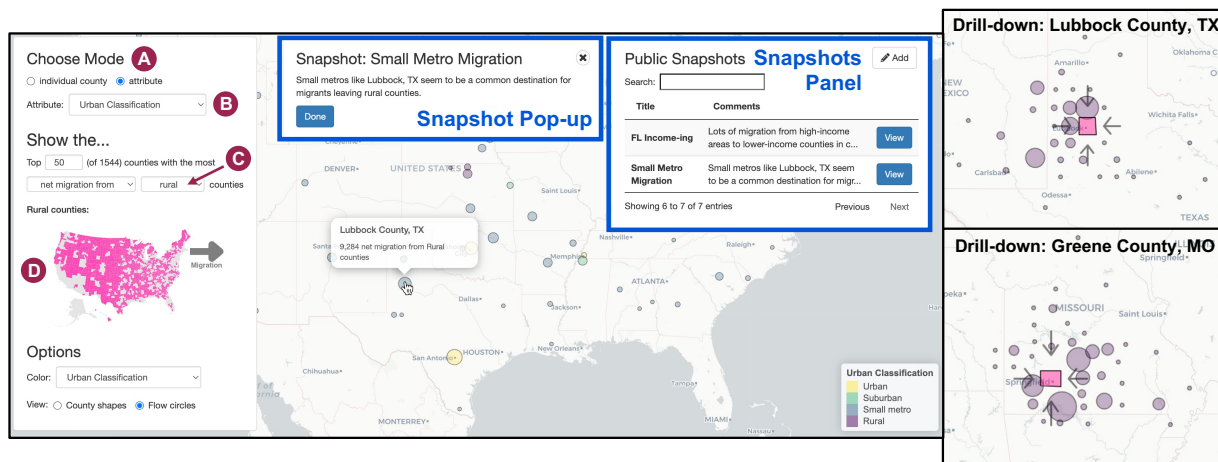 Choose Mode A
individual county attribute
Attribute: Urban Classification B
Show the...
Top 50 (of 1544) counties with the most
C
net migration from rural counties
Rural counties:
D
Migration
Options
Color: Urban Classification
View: County shapes Flow circles
Snapshot: Small Metro Migration
Small metros like Lubbock, TX seem to be a common destination for
migrants leaving rural counties.
Done
Snapshot Pop-up
Public Snapshots
Snapshots
Panel
Add
Search:
Title Comments
FL Income-ing
Lots of migration from high-income
areas to lower-income counties in c...
View
Small Metro
Migration
Small metros like Lubbock, TX seem
to be a common destination for migr...
View
Showing 6 to 7 of 7 entries Previous Next
Cheyenne
DENVER
UNITED STATES
Saint Louis
Lubbock County, TX
9,284 net migration from Rural
counties
Santa
Nashville
Memphis
Raleigh
ATLANTA
Dallas
Jackson
San Antonio
HOUSTON
New Orleans
Chihuahua
Tampa
MONTERREY
MIAMI
Nassau
Urban Classification
Urban
Suburban
Small metro
Rural
Drill-down: Lubbock County, TX
Oklahoma C
Amarillo
EW
EXICO
Wichita Falls
Lubbock
Carlsbad
Abilene
Odessa
TEXAS
Drill-down: Greene County, MO
Springfield
peka
MISSOURI
Saint Louis
Springfield